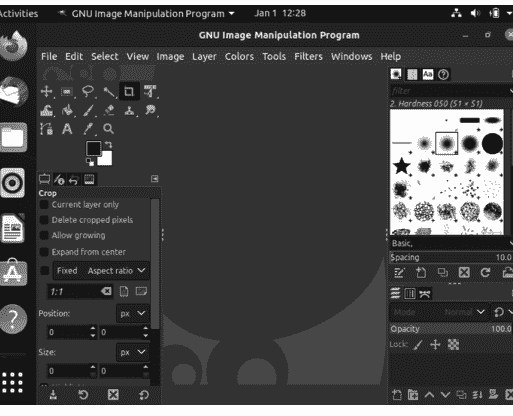 Activities GNU Image Manipulation Program Jan 1 12:28
GNU Image Manipulation Program
File Edit Select View Image Layer Colors Tools Filters Windows Help
filter
2. Hardness 050 (51 × 51)
Crop
Current layer only
Delete cropped pixels
Allow growing
Expand from center
Fixed Aspect ratio
1:1
Position: px
0 0
Size: px
0 0
Basic,
Spacing 10.0
Mode Normal
Opacity 100.0
Lock: